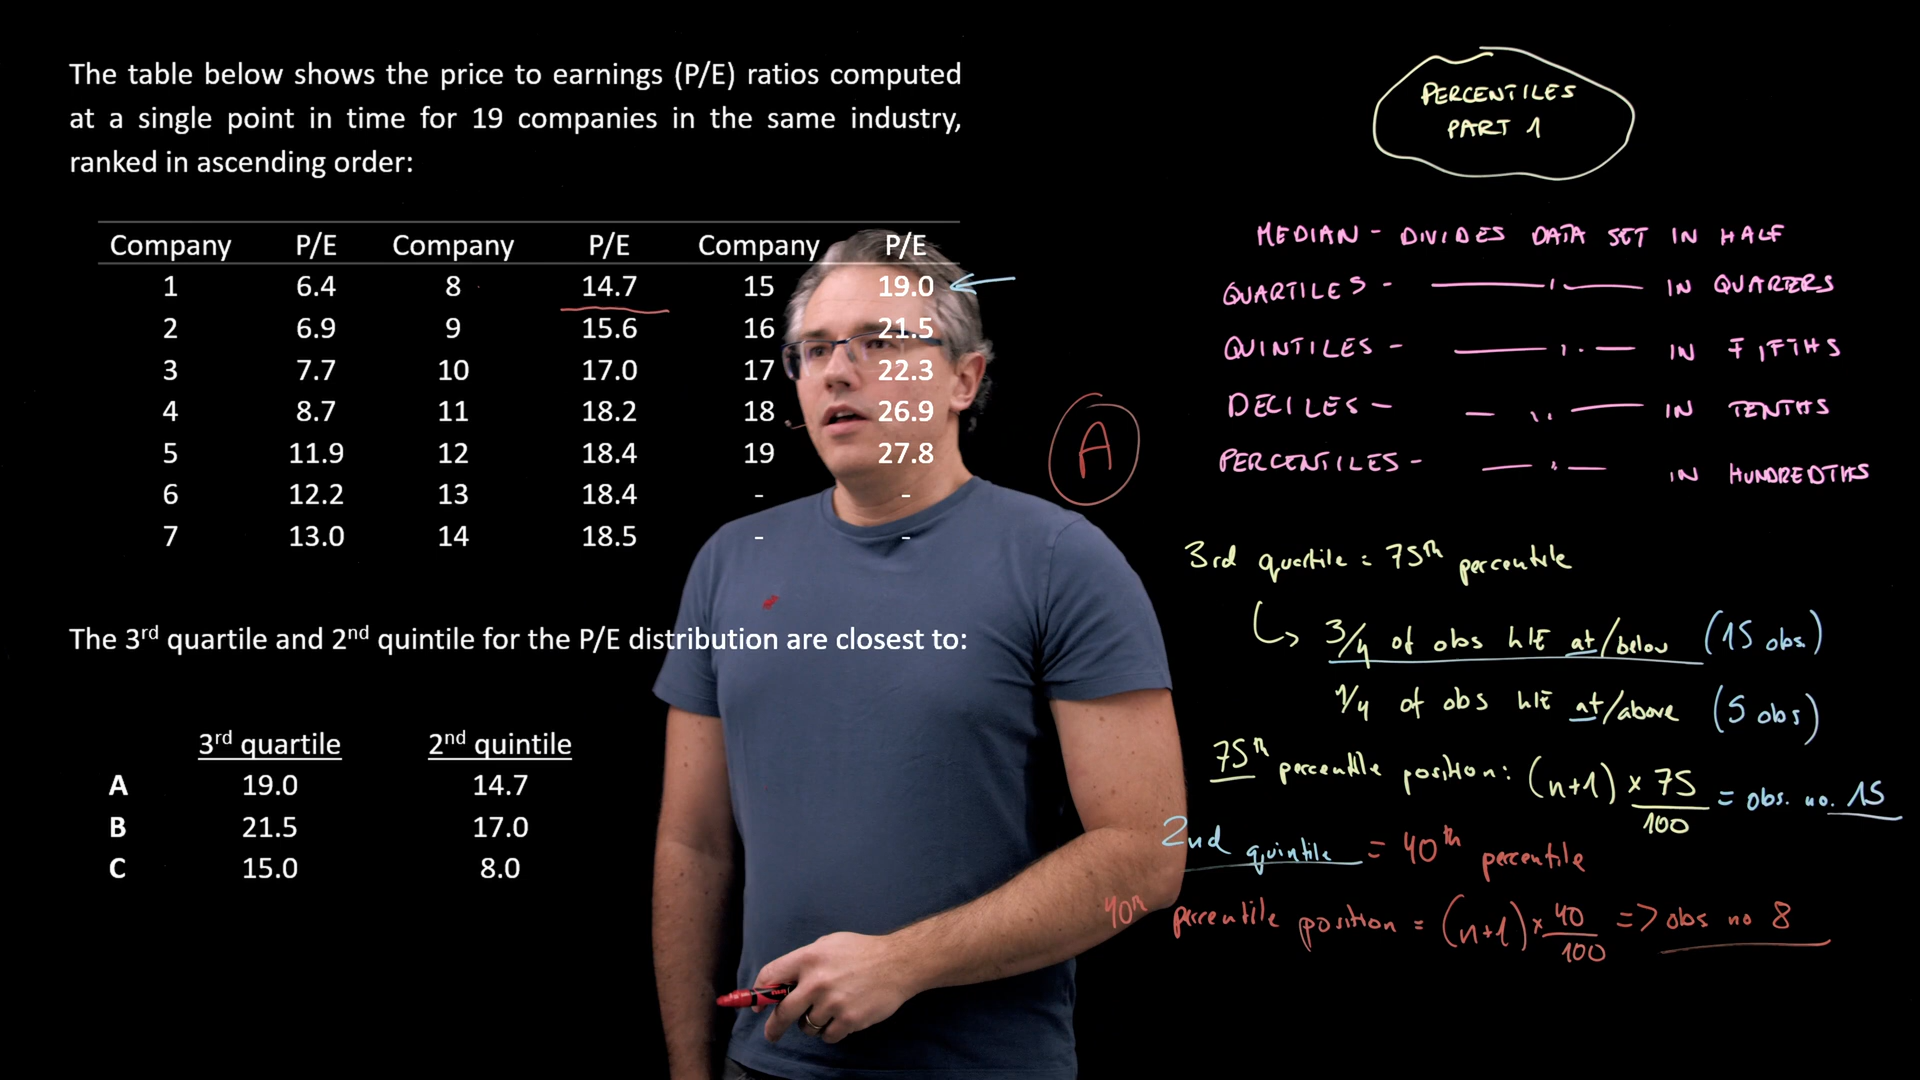 The table below shows the price to earnings (P/E) ratios computed
at a single point in time for 19 companies in the same industry,
ranked in ascending order:
Company P/E Company P/E Company P/E
1 6.4 8 14.7 15 19.0
2 6.9 9 15.6 16 21.5
3 7.7 10 17.0 17 22.3
4 8.7 11 18.2 18 26.9
5 11.9 12 18.4 19 27.8
6 12.2 13 18.4 - -
7 13.0 14 18.5 - -
The 3rd quartile and 2nd quintile for the P/E distribution are closest to:
3rd quartile 2nd quintile
A 19.0 14.7
B 21.5 17.0
C 15.0 8.0
A
PERCENTILES
PART 1
MEDIAN - DIVIDES DATA SET IN HALF
QUARTILES - —— ı —— IN QUARTERS
QUINTILES - —— ı . — IN FIFTHS
DECILES - — ı ı —— IN TENTHS
PERCENTILES - — ı . — IN HUNDREDTHS
3rd quartile = 75th percentile
↳ 3/4 of obs lie at/below (15 obs.)
1/4 of obs lie at/above (5 obs)
75th percentile position: (n+1) × 75/100 = obs. no. 15
2nd quintile = 40th percentile
40th percentile position = (n+1) × 40/100 => obs no 8